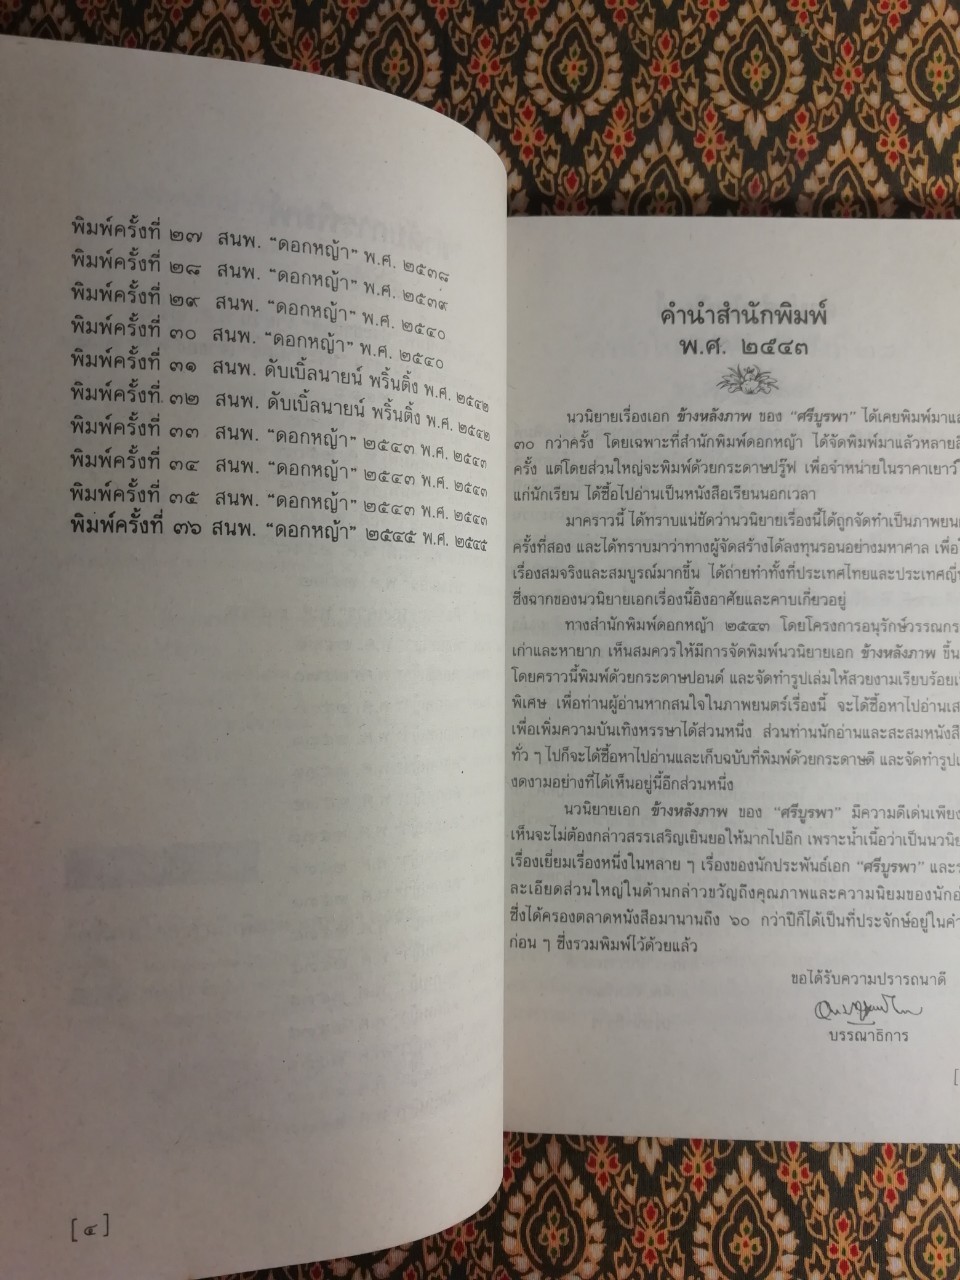 พิมพ์ครั้งที่ ๒๗ สนพ. “ดอกหญ้า” พ.ศ. ๒๕๓๘
พิมพ์ครั้งที่ ๒๘ สนพ. “ดอกหญ้า” พ.ศ. ๒๕๓๙
พิมพ์ครั้งที่ ๒๙ สนพ. “ดอกหญ้า” พ.ศ. ๒๕๔๐
พิมพ์ครั้งที่ ๓๐ สนพ. “ดอกหญ้า” พ.ศ. ๒๕๔๐
พิมพ์ครั้งที่ ๓๑ สนพ. ดับเบิ้ลนายน์ พริ้นติ้ง พ.ศ. ๒๕๔๒
พิมพ์ครั้งที่ ๓๒ สนพ. ดับเบิ้ลนายน์ พริ้นติ้ง พ.ศ. ๒๕๔๒
พิมพ์ครั้งที่ ๓๓ สนพ. “ดอกหญ้า” ๒๕๔๓ พ.ศ. ๒๕๔๓
พิมพ์ครั้งที่ ๓๔ สนพ. “ดอกหญ้า” ๒๕๔๓ พ.ศ. ๒๕๔๓
พิมพ์ครั้งที่ ๓๕ สนพ. “ดอกหญ้า” ๒๕๔๓ พ.ศ. ๒๕๔๓
พิมพ์ครั้งที่ ๓๖ สนพ. “ดอกหญ้า” ๒๕๔๕ พ.ศ. ๒๕๔๕
[ ๔ ]
คำนำสำนักพิมพ์
พ.ศ. ๒๕๔๓
นวนิยายเรื่องเอก ข้างหลังภาพ ของ “ศรีบูรพา” ได้เคยพิมพ์มา
๓๐ กว่าครั้ง โดยเฉพาะที่สำนักพิมพ์ดอกหญ้า ได้จัดพิมพ์มาแล้วหลาย
ครั้ง แต่โดยส่วนใหญ่จะพิมพ์ด้วยกระดาษปรู๊ฟ เพื่อจำหน่ายในราคาเยาว์
แก่นักเรียน ได้ซื้อไปอ่านเป็นหนังสือเรียนนอกเวลา
มาคราวนี้ ได้ทราบแน่ชัดว่านวนิยายเรื่องนี้ได้ถูกจัดทำเป็นภาพยน
ครั้งที่สอง และได้ทราบมาว่าทางผู้จัดสร้างได้ลงทุนรอนอย่างมหาศาล เพื่อ
เรื่องสมจริงและสมบูรณ์มากขึ้น ได้ถ่ายทำทั้งที่ประเทศไทยและประเทศญี่
ซึ่งฉากของนวนิยายเอกเรื่องนี้อิงอาศัยและคาบเกี่ยวอยู่
ทางสำนักพิมพ์ดอกหญ้า ๒๕๔๓ โดยโครงการอนุรักษ์วรรณกร
เก่าและหายาก เห็นสมควรให้มีการจัดพิมพ์นวนิยายเอก ข้างหลังภาพ ขึ้น
โดยคราวนี้พิมพ์ด้วยกระดาษปอนด์ และจัดทำรูปเล่มให้สวยงามเรียบร้อย
พิเศษ เพื่อท่านผู้อ่านหากสนใจในภาพยนตร์เรื่องนี้ จะได้ซื้อหาไปอ่าน
เพื่อเพิ่มความบันเทิงหรรษาได้ส่วนหนึ่ง ส่วนท่านนักอ่านและสะสมหนังสื
ทั่ว ๆ ไปก็จะได้ซื้อหาไปอ่านและเก็บฉบับที่พิมพ์ด้วยกระดาษดี และจัดทำรูป
งดงามอย่างที่ได้เห็นอยู่นี้อีกส่วนหนึ่ง
นวนิยายเอก ข้างหลังภาพ ของ “ศรีบูรพา” มีความดีเด่นเพียง
เห็นจะไม่ต้องกล่าวสรรเสริญเยินยอให้มากไปอีก เพราะน้ำเนื้อว่าเป็นนวนิ
เรื่องเยี่ยมเรื่องหนึ่งในหลาย ๆ เรื่องของนักประพันธ์เอก “ศรีบูรพา” และ
ละเอียดส่วนใหญ่ในด้านกล่าวขวัญถึงคุณภาพและความนิยมของนัก
ซึ่งได้ครองตลาดหนังสือมานานถึง ๖๐ กว่าปีก็ได้เป็นที่ประจักษ์อยู่ในคำ
ก่อน ๆ ซึ่งรวมพิมพ์ไว้ด้วยแล้ว
ขอได้รับความปรารถนาดี
บรรณาธิการ